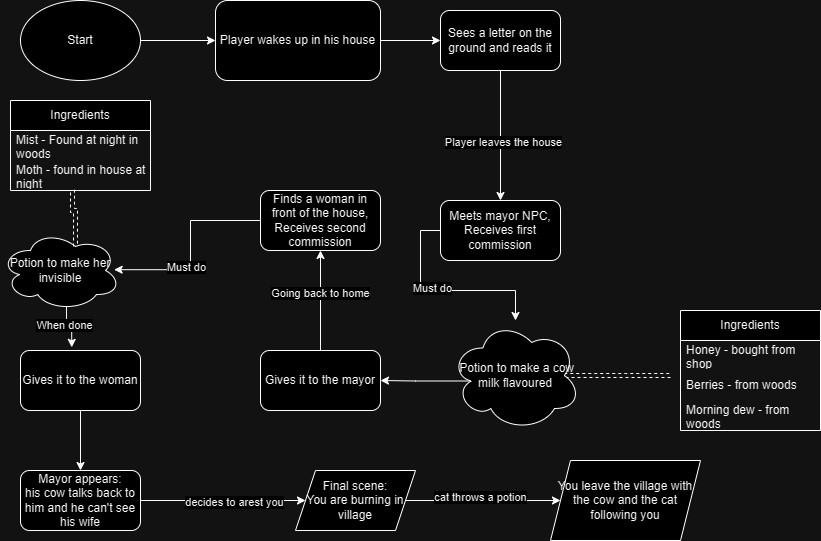 Start
Player wakes up in his house
Sees a letter on the
ground and reads it
Player leaves the house
Ingredients
Mist - Found at night in
woods
Moth - found in house at
night
Finds a woman in
front of the house,
Receives second
commission
Meets mayor NPC,
Receives first
commission
Must do
Must do
Potion to make her
invisible
Going back to home
When done
Ingredients
Honey - bought from
shop
Berries - from woods
Morning dew - from
woods
Gives it to the woman
Gives it to the mayor
Potion to make a cow
milk flavoured
Mayor appears:
his cow talks back to
him and he can't see
his wife
decides to arest you
Final scene:
You are burning in
village
cat throws a potion
You leave the village with
the cow and the cat
following you